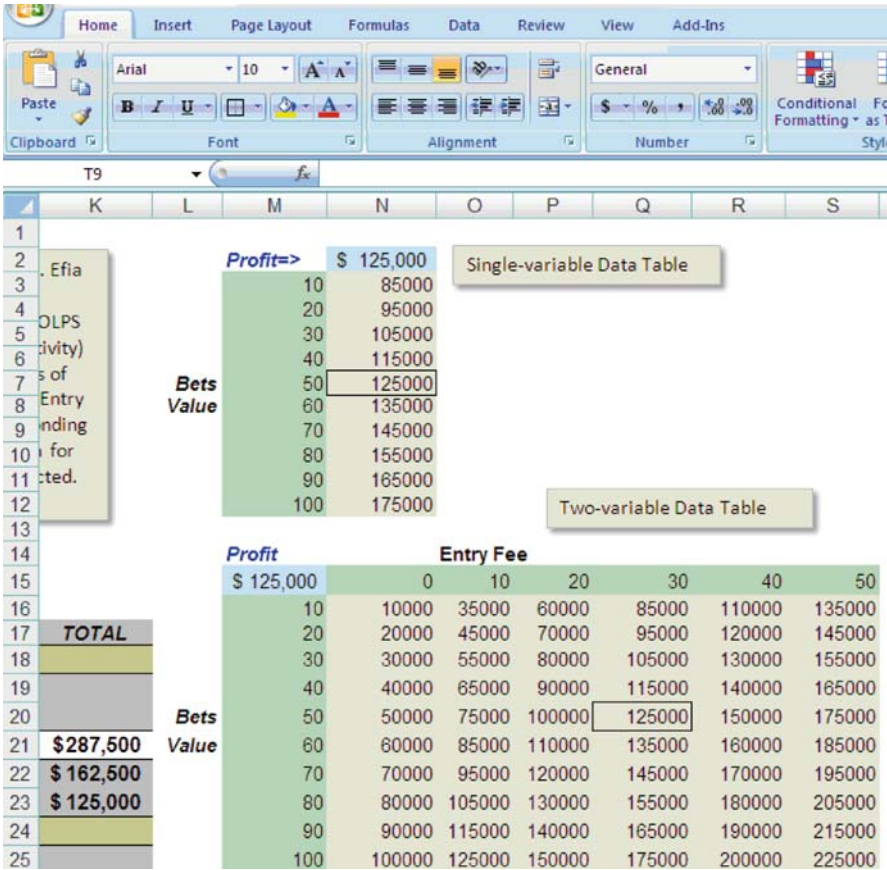 Home Insert Page Layout Formulas Data Review View Add-Ins
Arial 10 A A General
Paste B I U A $ % , .0 .00 .00 .0 Conditional
Formatting
Clipboard Font Alignment Number
T9 fx
K L M N O P Q R S
1
2 . Efia Profit=> $ 125,000 Single-variable Data Table
3 10 85000
4 OLPS 20 95000
5 30 105000
6 40 115000
7 s of Bets 50 125000
8 Entry Value 60 135000
9 70 145000
10 for 80 155000
11 90 165000
12 100 175000 Two-variable Data Table
13
14 Profit Entry Fee
15 $ 125,000 0 10 20 30 40 50
16 10 10000 35000 60000 85000 110000 135000
17 TOTAL 20 20000 45000 70000 95000 120000 145000
18 30 30000 55000 80000 105000 130000 155000
19 40 40000 65000 90000 115000 140000 165000
20 Bets 50 50000 75000 100000 125000 150000 175000
21 $287,500 Value 60 60000 85000 110000 135000 160000 185000
22 $ 162,500 70 70000 95000 120000 145000 170000 195000
23 $ 125,000 80 80000 105000 130000 155000 180000 205000
24 90 90000 115000 140000 165000 190000 215000
25 100 100000 125000 150000 175000 200000 225000